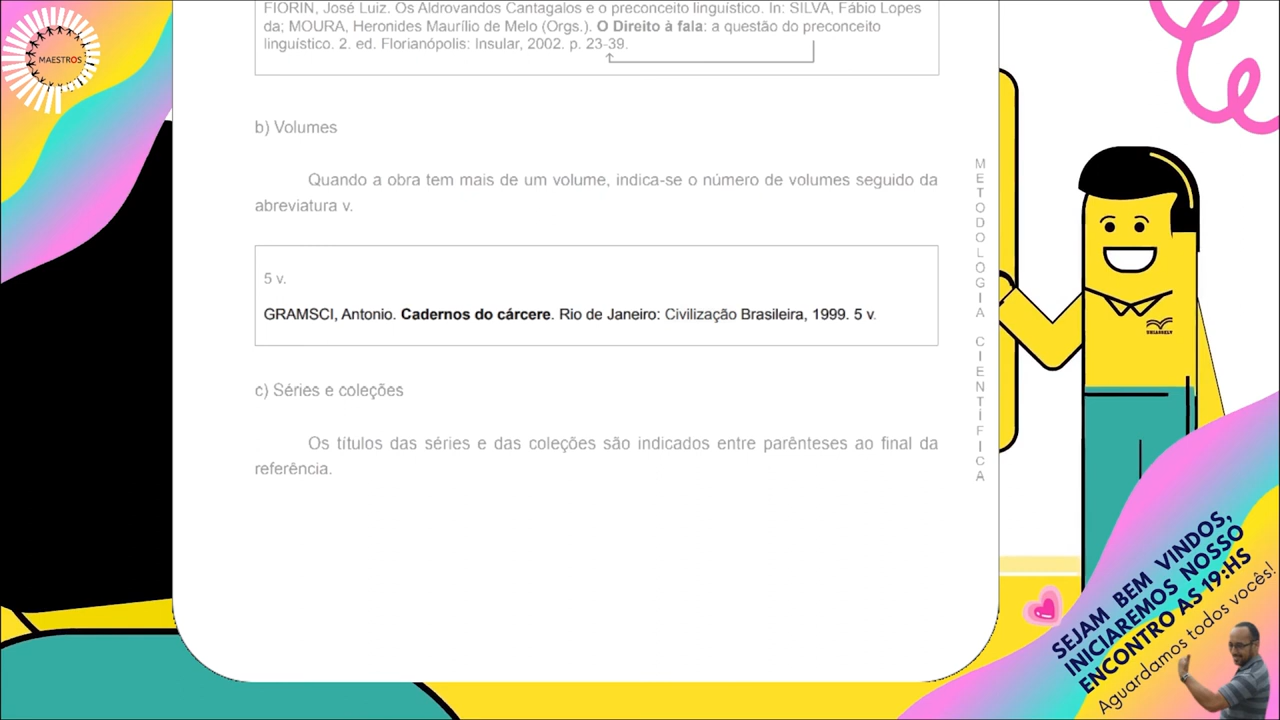 MAESTROS
FIORIN, José Luiz. Os Aldrovandos Cantagalos e o preconceito linguístico. In: SILVA, Fábio Lopes
da; MOURA, Heronides Maurílio de Melo (Orgs.). O Direito à fala: a questão do preconceito
linguístico. 2. ed. Florianópolis: Insular, 2002. p. 23-39.
b) Volumes
Quando a obra tem mais de um volume, indica-se o número de volumes seguido da
abreviatura v.
5 v.
GRAMSCI, Antonio. Cadernos do cárcere. Rio de Janeiro: Civilização Brasileira, 1999. 5 v.
c) Séries e coleções
Os títulos das séries e das coleções são indicados entre parênteses ao final da
referência.
METODOLOGIA CIENTÍFICA
UNIASSELVI
SEJAM BEM VINDOS,
INICIAREMOS NOSSO
ENCONTRO AS 19:HS
Aguardamos todos vocês!